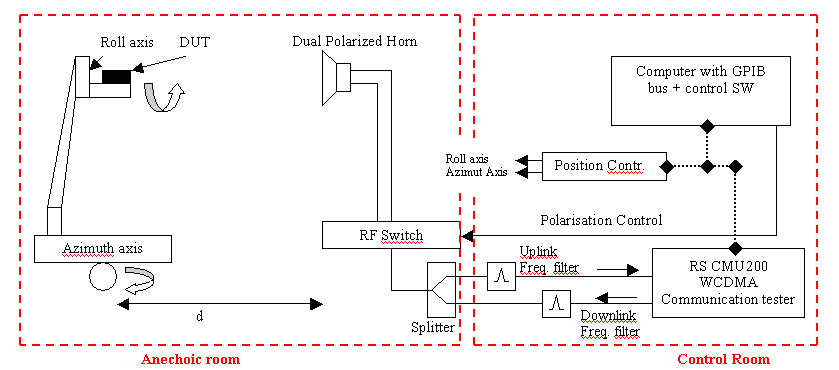 Roll axis
DUT
Dual Polarized Horn
Computer with GPIB
bus + control SW
Roll axis
Azimut Axis
Position Contr.
Polarisation Control
Azimuth axis
RF Switch
Uplink
Freq. filter
RS CMU200
WCDMA
Communication tester
d
Splitter
Downlink
Freq. filter
Anechoic room
Control Room